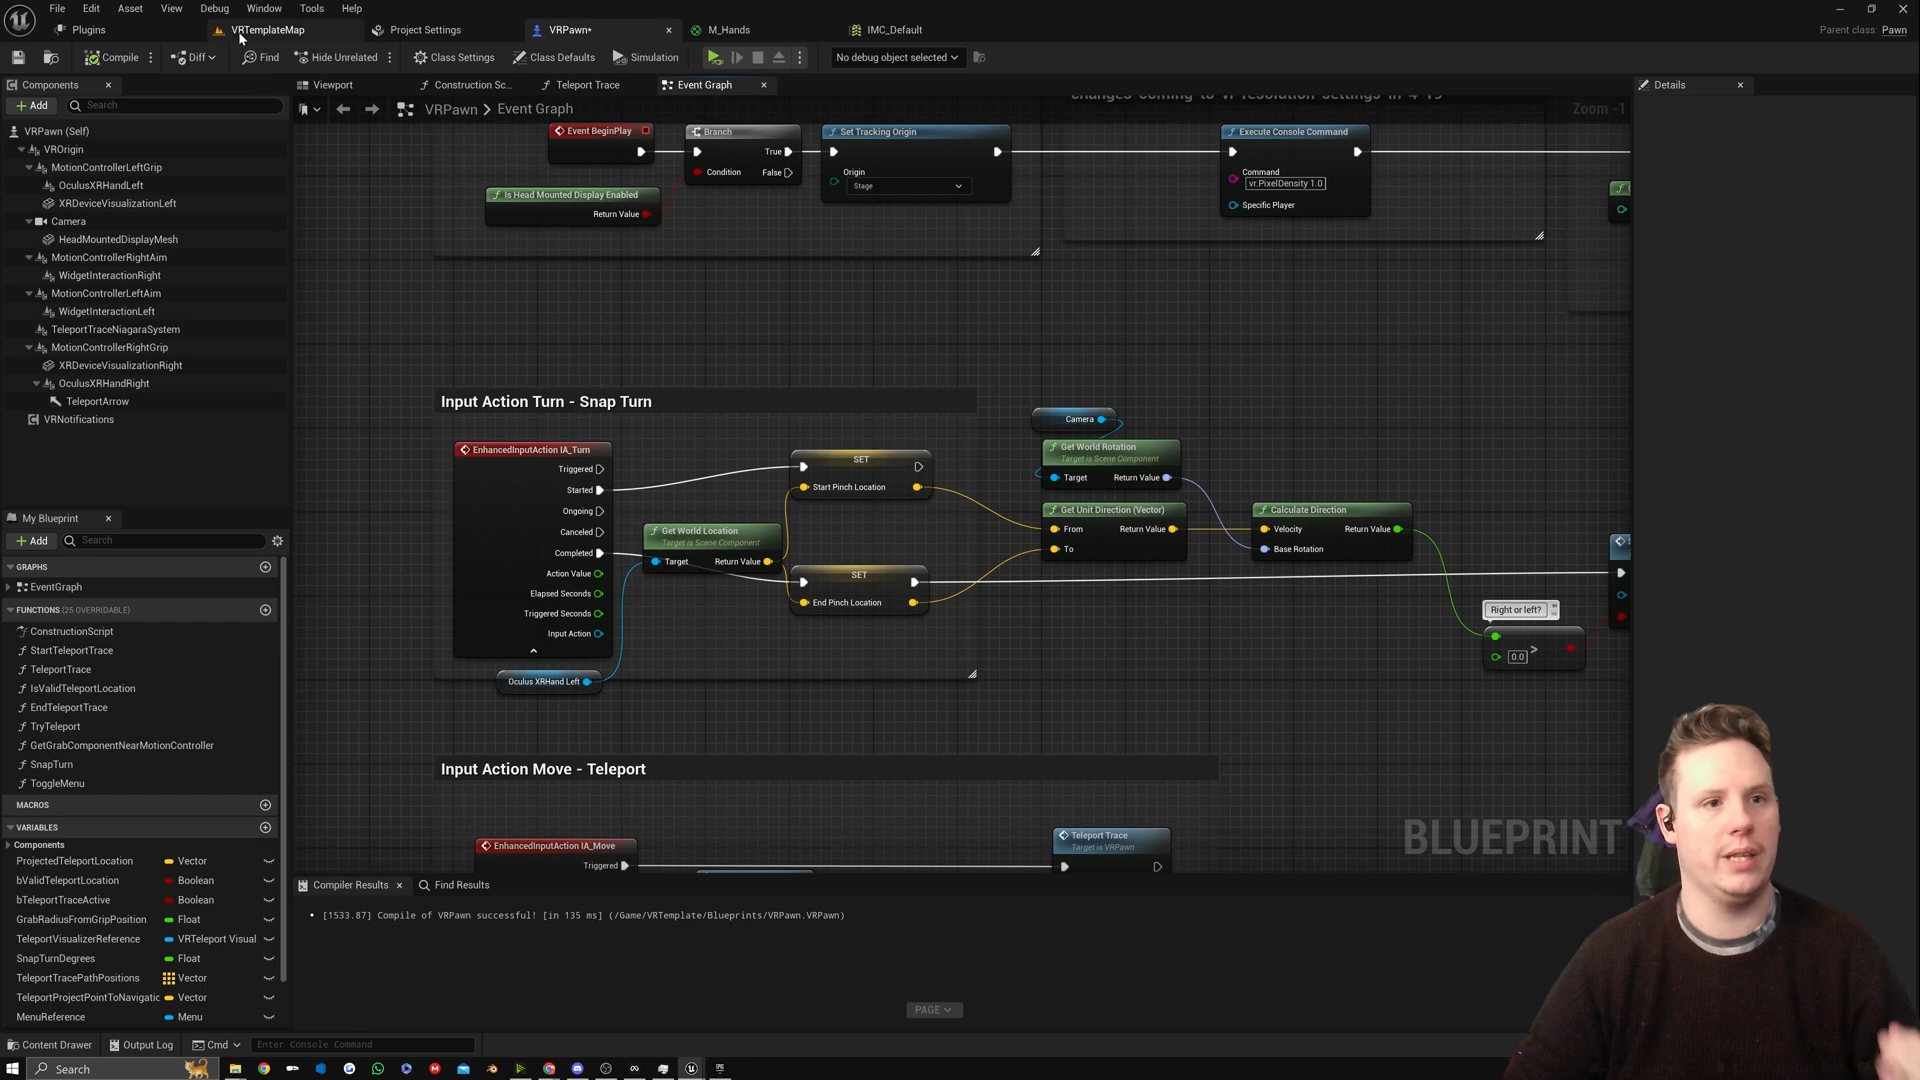 File Edit Asset View Debug Window Tools Help
Plugins VRTemplateMap Project Settings VRPawn• M_Hands IMC_Default Parent class: Pawn
Compile Diff Find Hide Unrelated Class Settings Class Defaults Simulation No debug object selected
Components Viewport Construction Sc... Teleport Trace Event Graph Details
Add Search VRPawn > Event Graph Zoom -1
VRPawn (Self)
VROrigin
MotionControllerLeftGrip
OculusXRHandLeft
XRDeviceVisualizationLeft
Camera
HeadMountedDisplayMesh
MotionControllerRightAim
WidgetInteractionRight
MotionControllerLeftAim
WidgetInteractionLeft
TeleportTraceNiagaraSystem
MotionControllerRightGrip
XRDeviceVisualizationRight
OculusXRHandRight
TeleportArrow
VRNotifications
My Blueprint
Add Search
GRAPHS
EventGraph
FUNCTIONS (25 OVERRIDABLE)
ConstructionScript
StartTeleportTrace
TeleportTrace
IsValidTeleportLocation
EndTeleportTrace
TryTeleport
GetGrabComponentNearMotionController
SnapTurn
ToggleMenu
MACROS
VARIABLES
Components
ProjectedTeleportLocation Vector
bValidTeleportLocation Boolean
bTeleportTraceActive Boolean
GrabRadiusFromGripPosition Float
TeleportVisualizerReference VRTeleport Visual
SnapTurnDegrees Float
TeleportTracePathPositions Vector
TeleportProjectPointToNavigatic Vector
MenuReference Menu
changes coming to vr resolution settings in 4 19
Event BeginPlay
Branch
True
Condition False
Is Head Mounted Display Enabled
Return Value
Set Tracking Origin
Origin
Stage
Execute Console Command
Command
vr.PixelDensity 1.0
Specific Player
Input Action Turn - Snap Turn
EnhancedInputAction IA_Turn
Triggered
Started
Ongoing
Canceled
Completed
Action Value
Elapsed Seconds
Triggered Seconds
Input Action
Oculus XRHand Left
Get World Location
Target is Scene Component
Target Return Value
SET
Start Pinch Location
SET
End Pinch Location
Camera
Get World Rotation
Target is Scene Component
Target Return Value
Get Unit Direction (Vector)
From Return Value
To
Calculate Direction
Velocity Return Value
Base Rotation
Right or left?
0.0 >
Input Action Move - Teleport
EnhancedInputAction IA_Move
Triggered
Teleport Trace
Target is VRPawn
BLUEPRINT
Compiler Results Find Results
[1533.87] Compile of VRPawn successful! [in 135 ms] (/Game/VRTemplate/Blueprints/VRPawn.VRPawn)
PAGE
Content Drawer Output Log Cmd Enter Console Command
Search